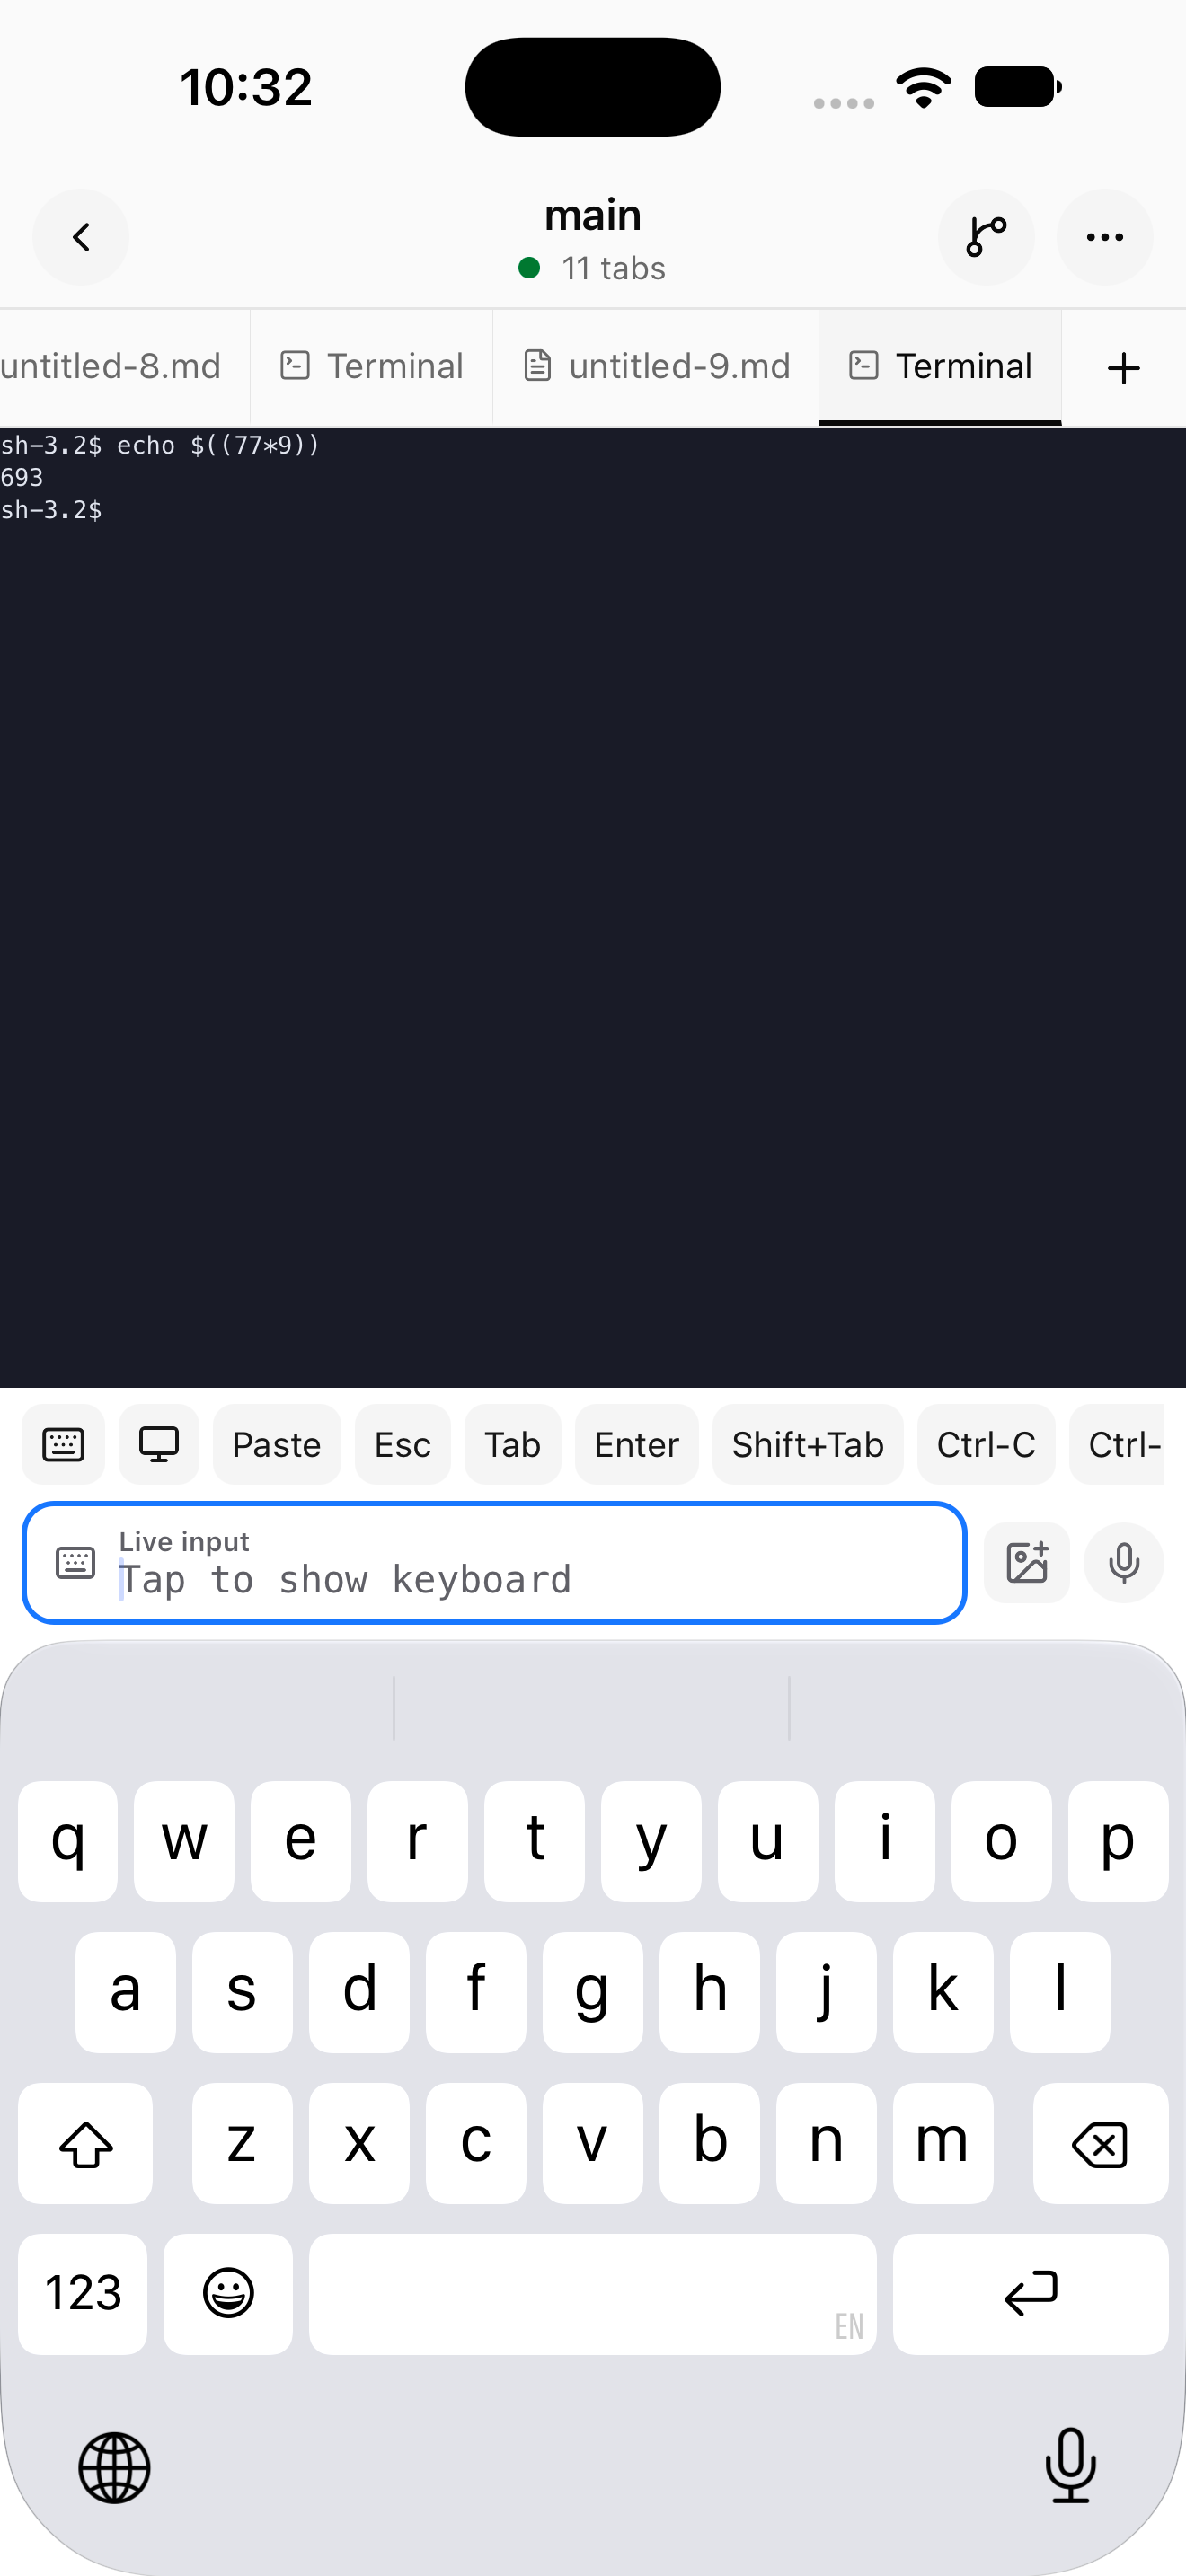 10:32
main
11 tabs
untitled-8.md
Terminal
untitled-9.md
Terminal
sh-3.2$ echo $((77*9))
693
sh-3.2$
Paste Esc Tab Enter Shift+Tab Ctrl-C Ctrl-
Live input
Tap to show keyboard
q w e r t y u i o p
a s d f g h j k l
z x c v b n m
123
EN